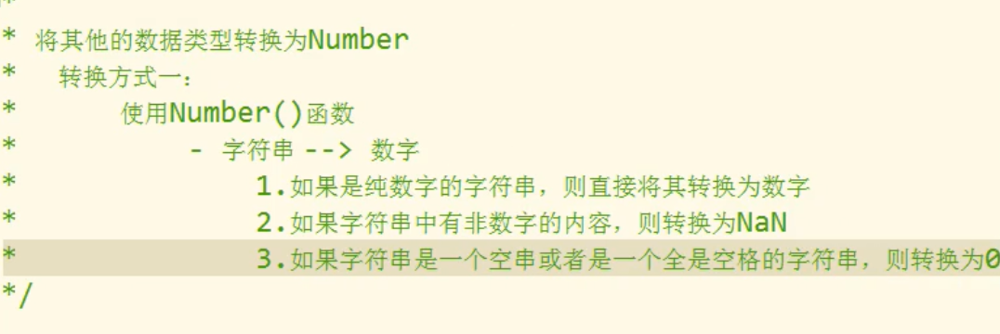 *
* 将其他的数据类型转换为Number
* 转换方式一：
* 使用Number()函数
* - 字符串 --> 数字
* 1.如果是纯数字的字符串，则直接将其转换为数字
* 2.如果字符串中有非数字的内容，则转换为NaN
* 3.如果字符串是一个空串或者是一个全是空格的字符串，则转换为0
*/